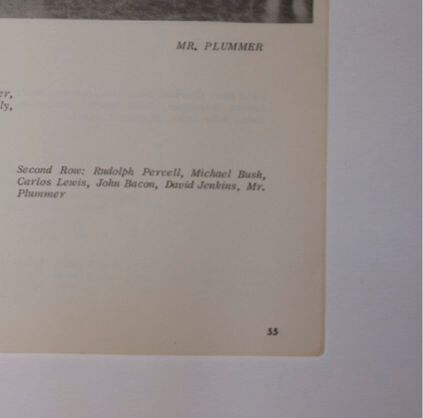 MR. PLUMMER
er,
ly,
Second Row: Rudolph Percell, Michael Bush,
Carlos Lewis, John Bacon, David Jenkins, Mr.
Plummer
55